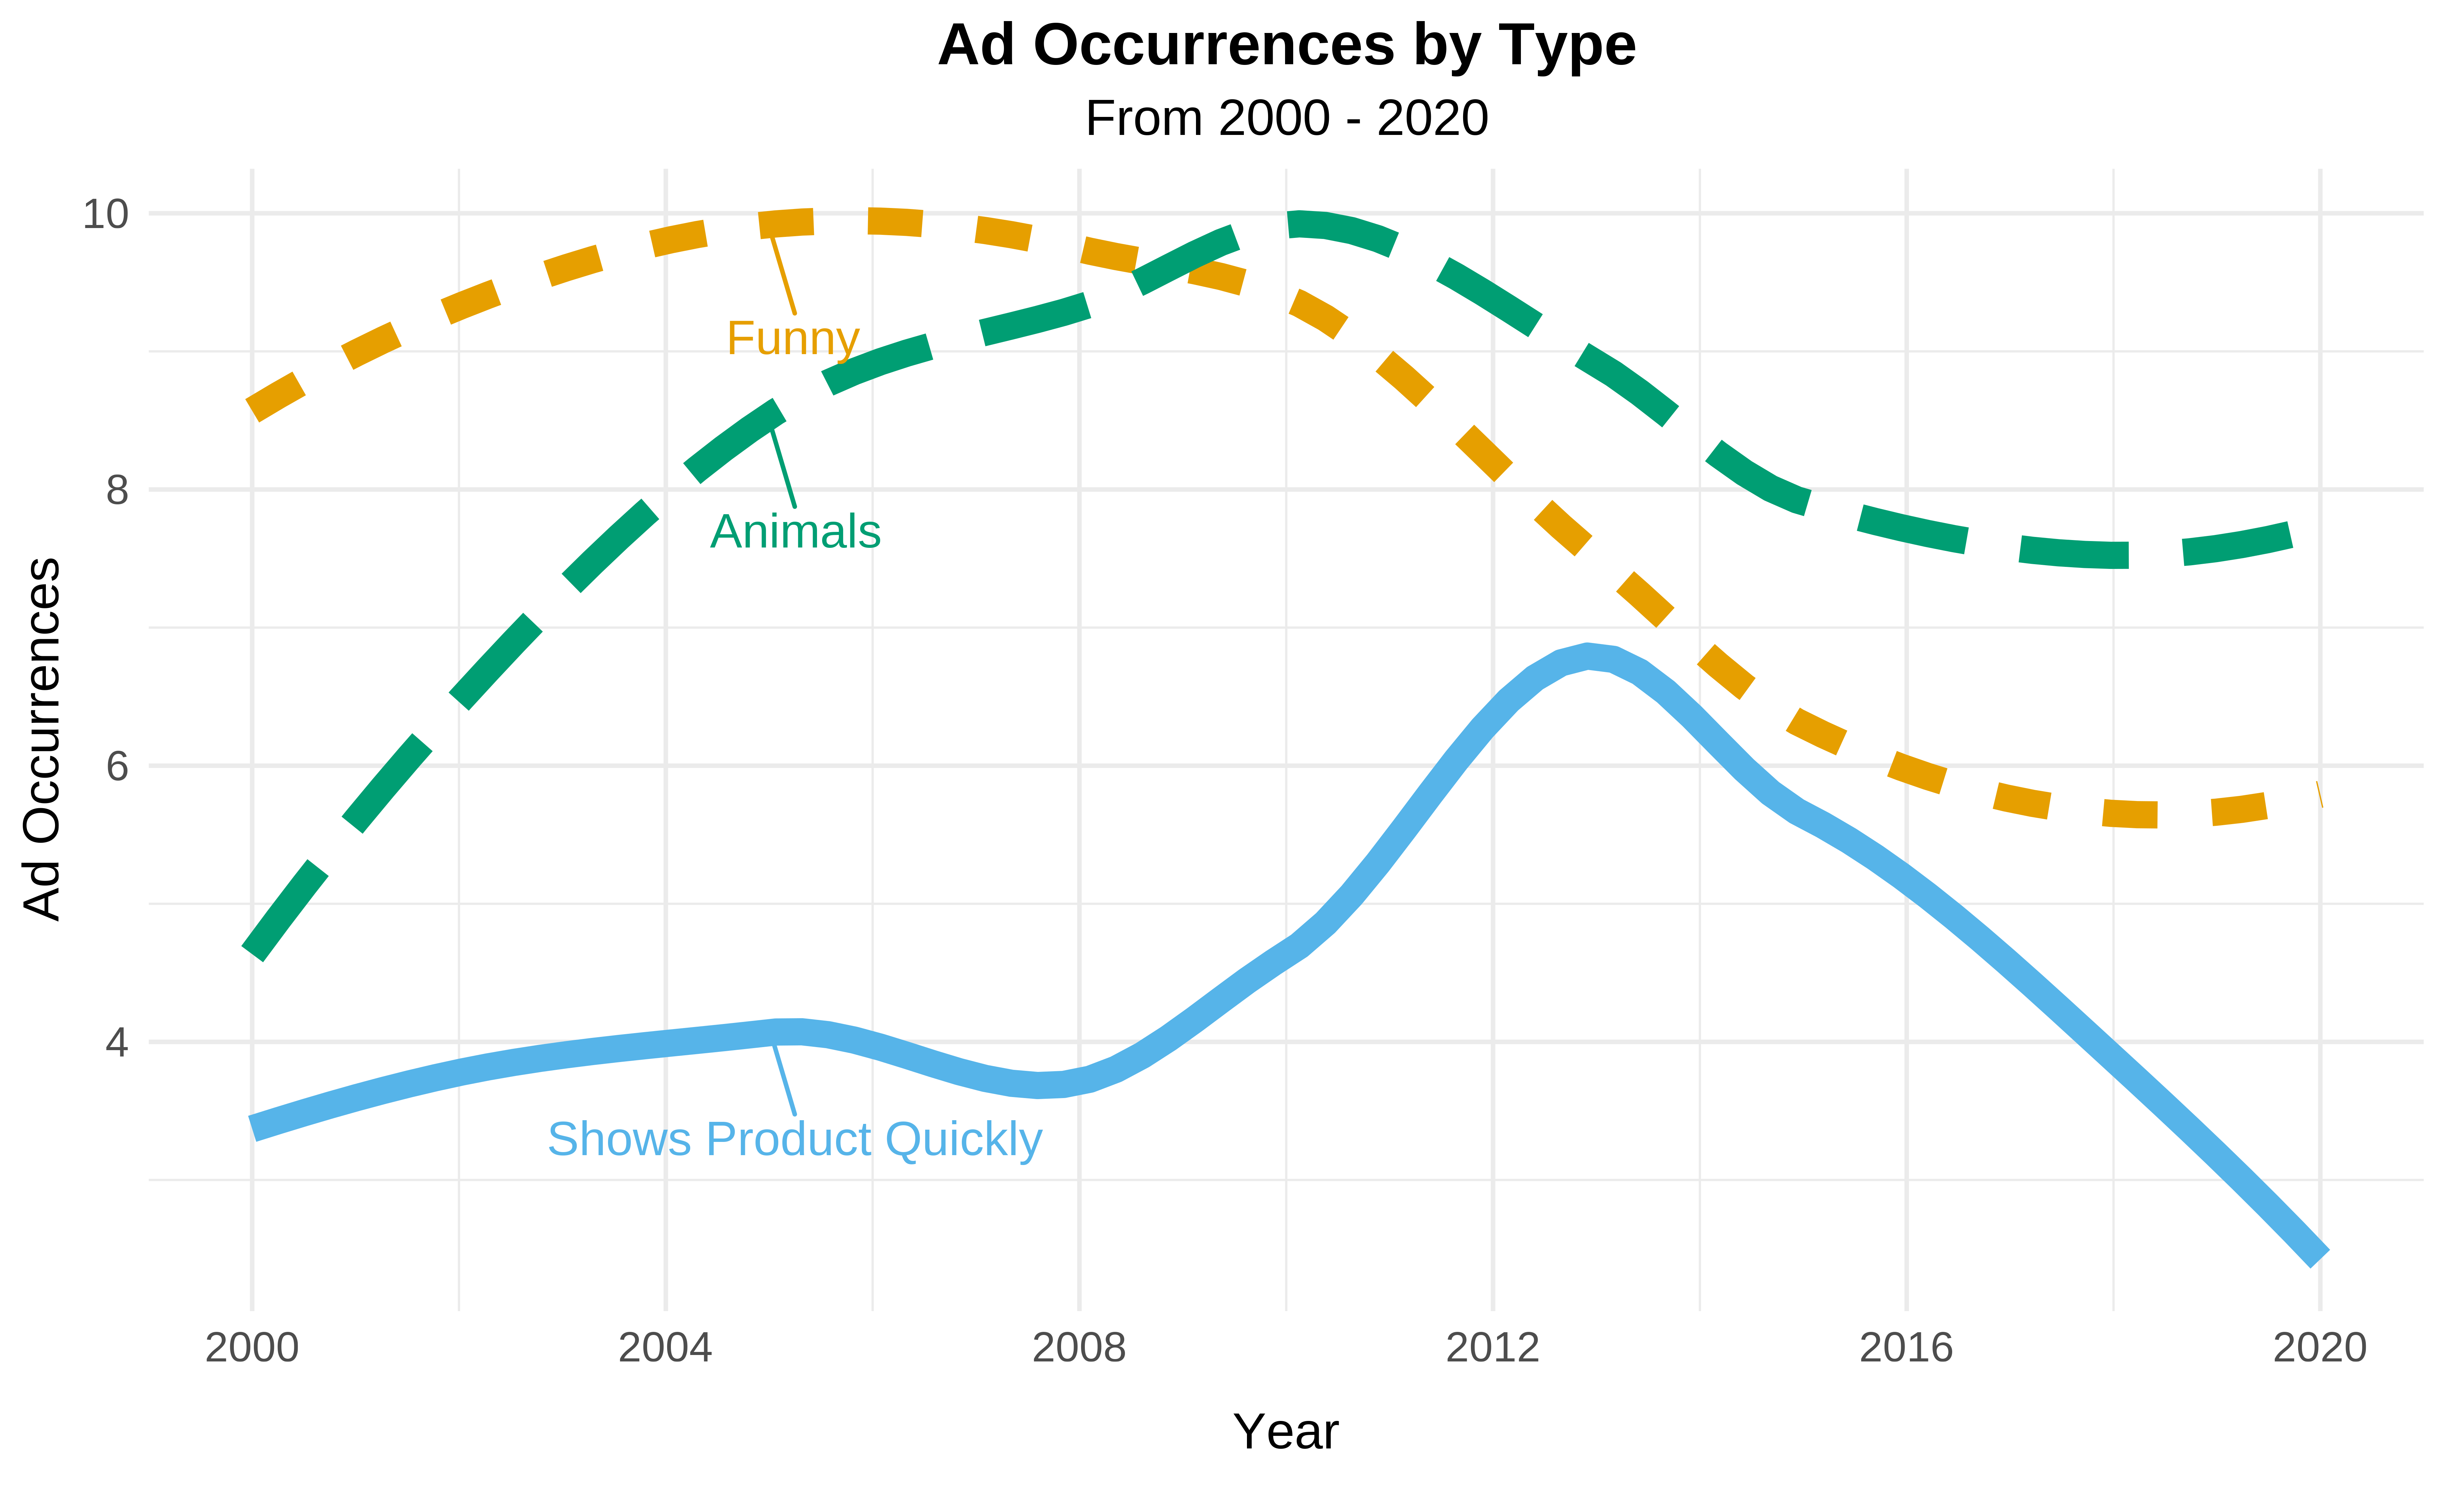 Ad Occurrences by Type
From 2000 - 2020
Ad Occurrences
10
8
6
4
Funny
Animals
Shows Product Quickly
2000
2004
2008
2012
2016
2020
Year